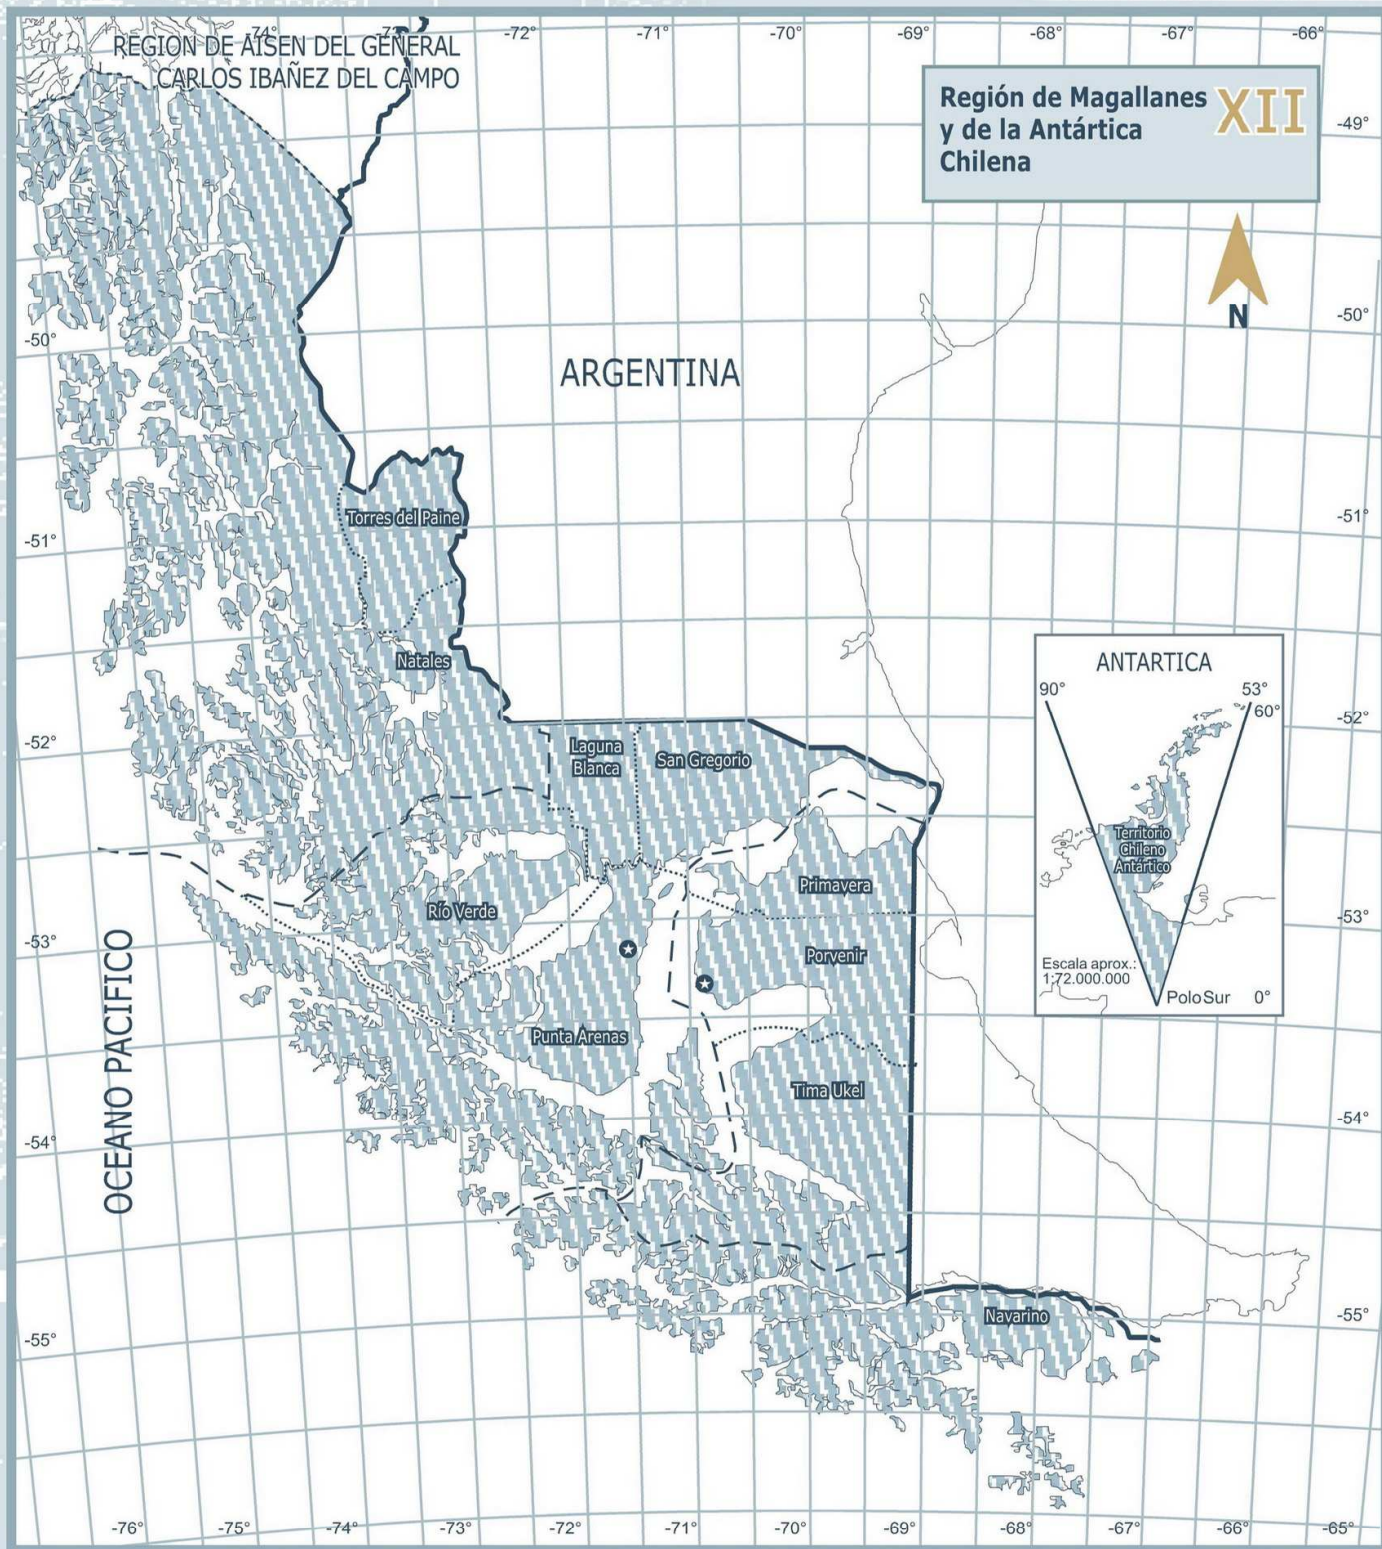 -74°
-73°
-72°
-71°
-70°
-69°
-68°
-67°
-66°
REGION DE AISEN DEL GENERAL
CARLOS IBAÑEZ DEL CAMPO
Región de Magallanes
y de la Antártica
Chilena
XII
-49°
N
-50°
-50°
ARGENTINA
-51°
-51°
Torres del Paine
Natales
ANTARTICA
90°
53°
60°
Territorio
Chileno
Antártico
Escala aprox.:
1:72.000.000
Polo Sur
0°
-52°
-52°
Laguna
Blanca
San Gregorio
Primavera
Río Verde
-53°
-53°
Porvenir
OCEANO PACIFICO
Punta Arenas
Tima Ukel
-54°
-54°
Navarino
-55°
-55°
-76°
-75°
-74°
-73°
-72°
-71°
-70°
-69°
-68°
-67°
-66°
-65°